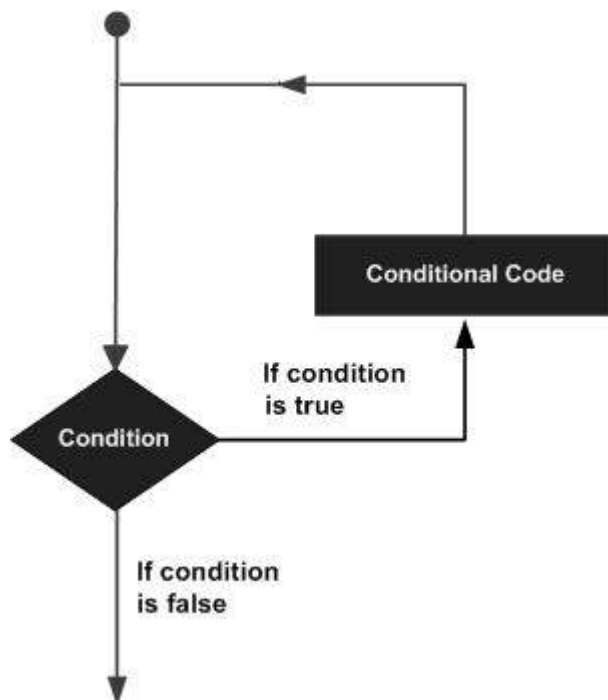 Conditional Code
If condition
is true
Condition
If condition
is false